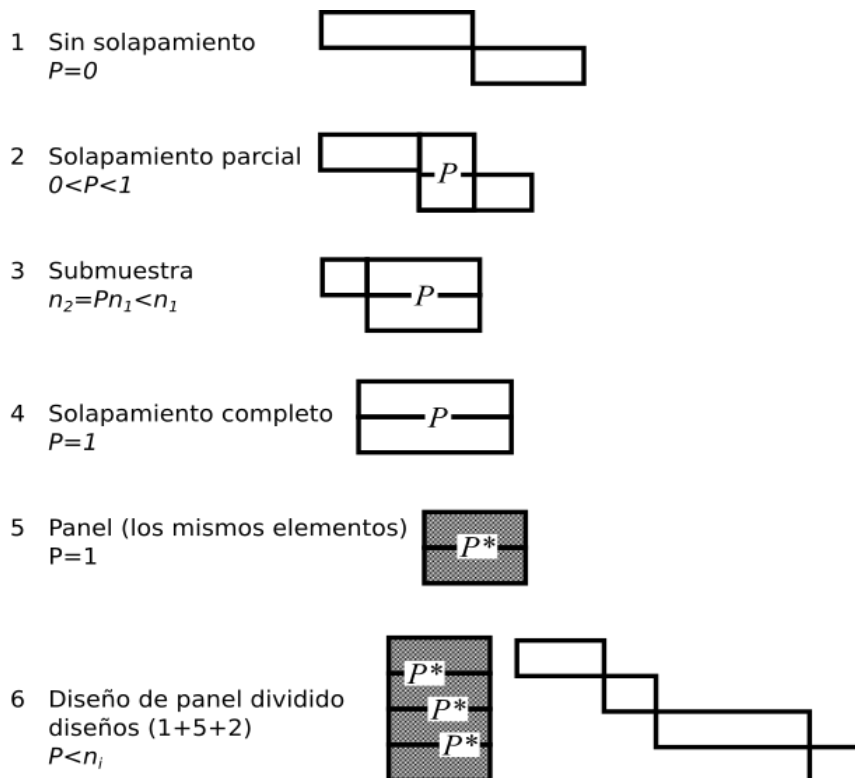 1 Sin solapamiento
P=0
2 Solapamiento parcial
0<P<1
P
3 Submuestra
n₂=Pn₁<n₁
P
4 Solapamiento completo
P=1
P
5 Panel (los mismos elementos)
P=1
P*
P*
6 Diseño de panel dividido
P*
diseños (1+5+2)
P*
P<nᵢ